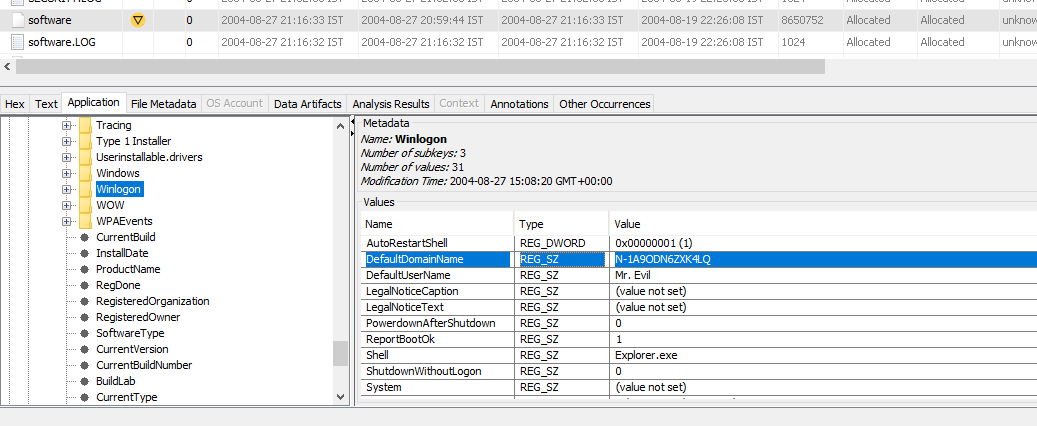 software 0 2004-08-27 21:16:33 IST 2004-08-27 20:59:44 IST 2004-08-27 21:16:33 IST 2004-08-19 22:26:08 IST 8650752 Allocated Allocated unknow
software.LOG 0 2004-08-27 21:16:32 IST 2004-08-27 21:16:32 IST 2004-08-27 21:16:32 IST 2004-08-19 22:26:08 IST 1024 Allocated Allocated unknow
Hex Text Application File Metadata OS Account Data Artifacts Analysis Results Context Annotations Other Occurrences
Tracing
Type 1 Installer
Userinstallable.drivers
Windows
Winlogon
WOW
WPAEvents
CurrentBuild
InstallDate
ProductName
RegDone
RegisteredOrganization
RegisteredOwner
SoftwareType
CurrentVersion
CurrentBuildNumber
BuildLab
CurrentType
Metadata
Name: Winlogon
Number of subkeys: 3
Number of values: 31
Modification Time: 2004-08-27 15:08:20 GMT+00:00
Values
Name Type Value
AutoRestartShell REG_DWORD 0x00000001 (1)
DefaultDomainName REG_SZ N-1A9ODN6ZXK4LQ
DefaultUserName REG_SZ Mr. Evil
LegalNoticeCaption REG_SZ (value not set)
LegalNoticeText REG_SZ (value not set)
PowerdownAfterShutdown REG_SZ 0
ReportBootOk REG_SZ 1
Shell REG_SZ Explorer.exe
ShutdownWithoutLogon REG_SZ 0
System REG_SZ (value not set)